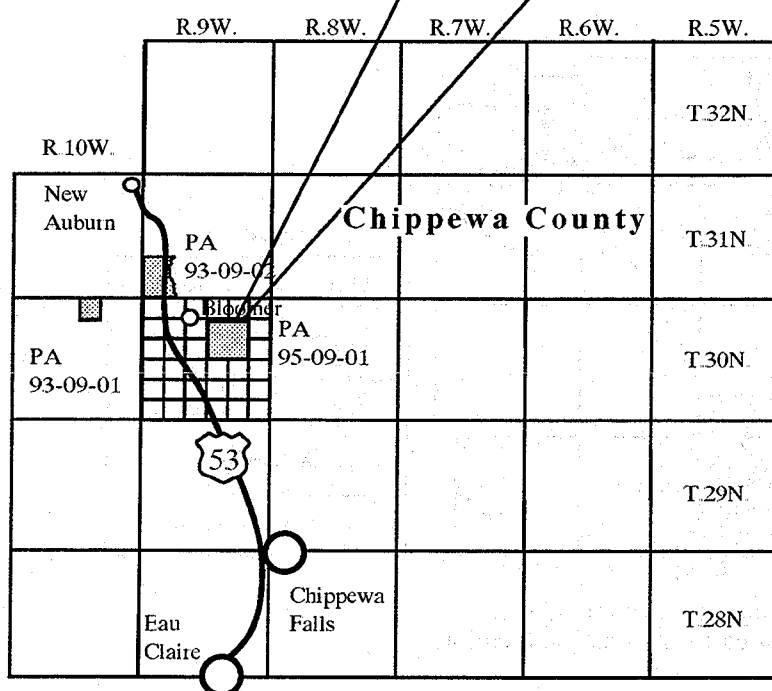 R.9W. R.8W. R.7W. R.6W. R.5W.
T.32N.
R.10W.
New
Auburn
Chippewa County
T.31N.
PA
93-09-02
Bloomer
PA
95-09-01
PA
93-09-01
T.30N.
53
T.29N.
Chippewa
Falls
Eau
Claire
T.28N.